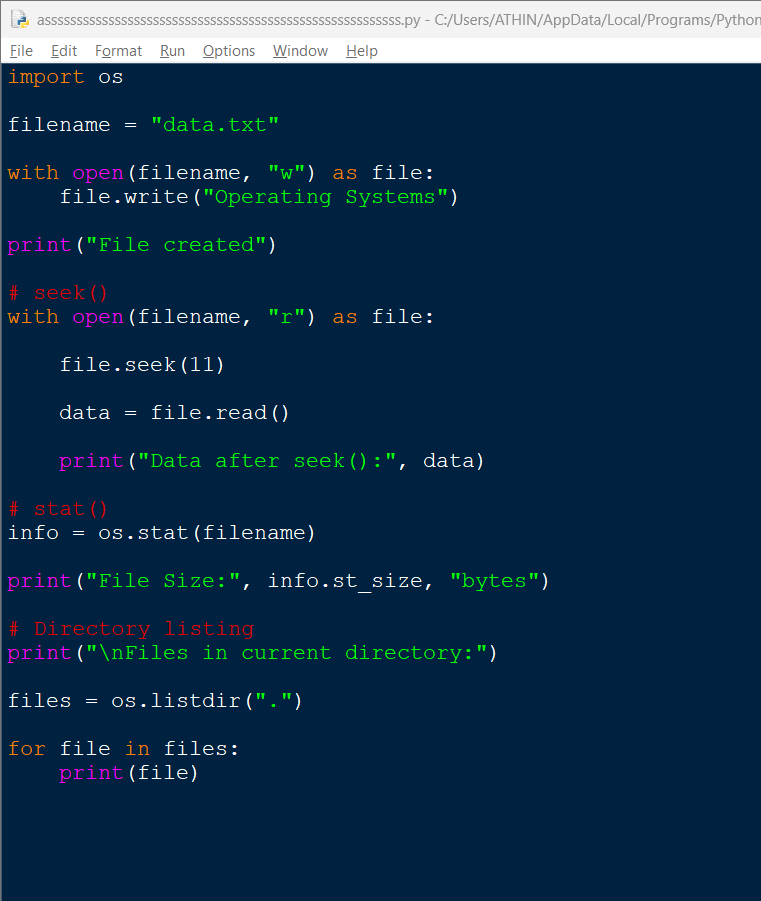 asssssssssssssssssssssssssssssssssssssssssssssssssssssss.py - C:/Users/ATHIN/AppData/Local/Programs/Python
File Edit Format Run Options Window Help
import os
filename = "data.txt"
with open(filename, "w") as file:
    file.write("Operating Systems")
print("File created")
# seek()
with open(filename, "r") as file:
    file.seek(11)
    data = file.read()
    print("Data after seek():", data)
# stat()
info = os.stat(filename)
print("File Size:", info.st_size, "bytes")
# Directory listing
print("\nFiles in current directory:")
files = os.listdir(".")
for file in files:
    print(file)